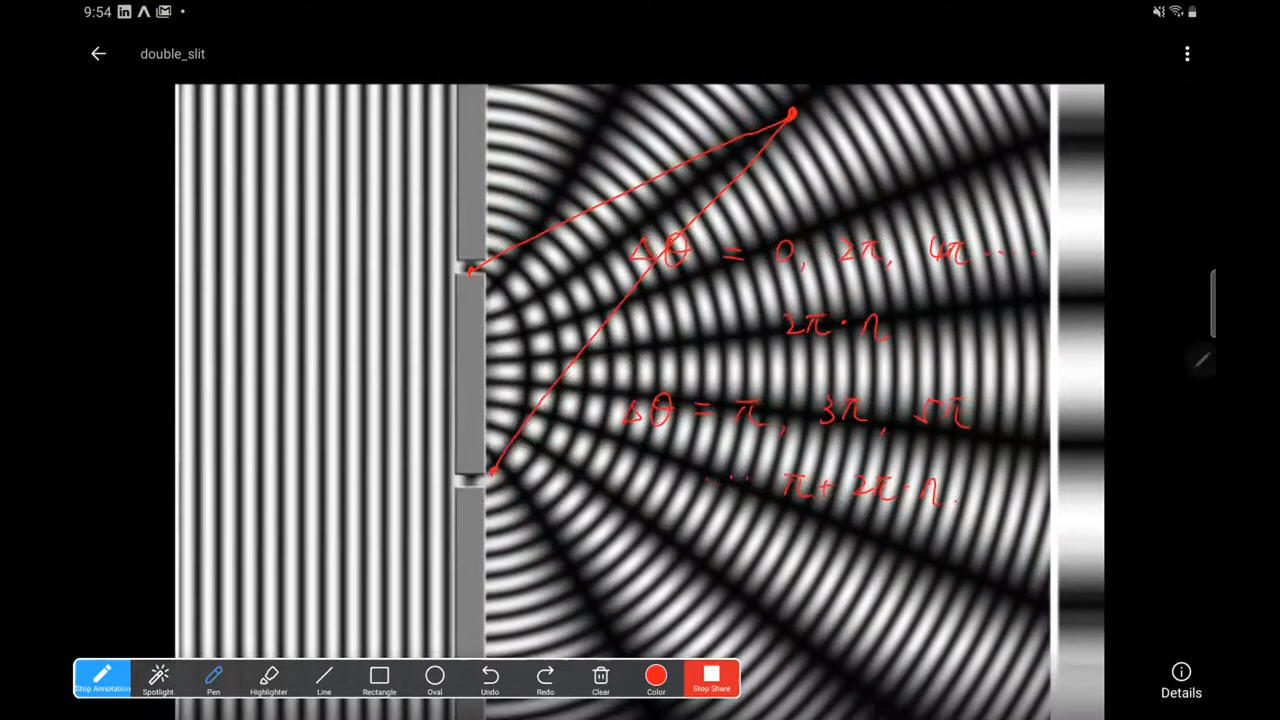 9:54
double_slit
Δθ = 0, 2π, 4π ....
2π · n
Δθ = π, 3π, 5π
... π + 2π · n.
Stop Annotation Spotlight Pen Highlighter Line Rectangle Oval Undo Redo Clear Color Stop Share
Details